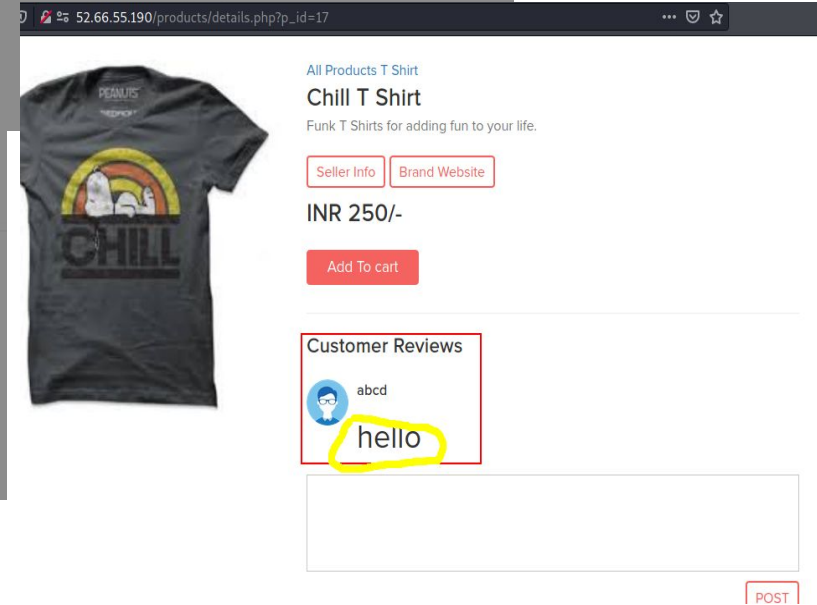 52.66.55.190/products/details.php?p_id=17
PEANUTS
All Products T Shirt
Chill T Shirt
Funk T Shirts for adding fun to your life.
Seller Info Brand Website
INR 250/-
CHILL
Add To cart
Customer Reviews
abcd
hello
POST